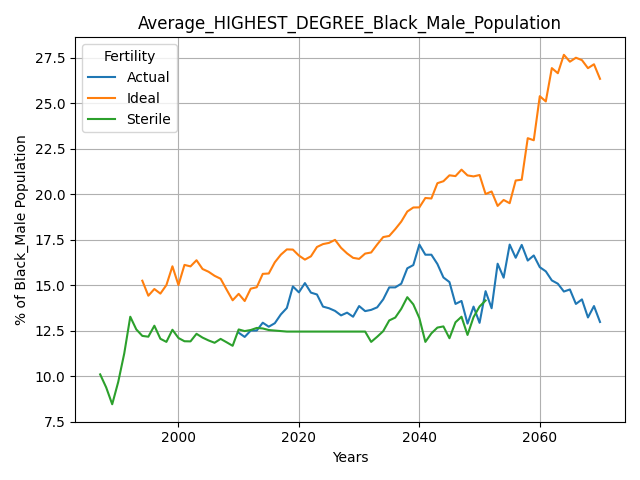 Average_HIGHEST_DEGREE_Black_Male_Population
% of Black_Male Population
27.5
25.0
22.5
20.0
17.5
15.0
12.5
10.0
7.5
Fertility
Actual
Ideal
Sterile
2000
2020
2040
2060
Years